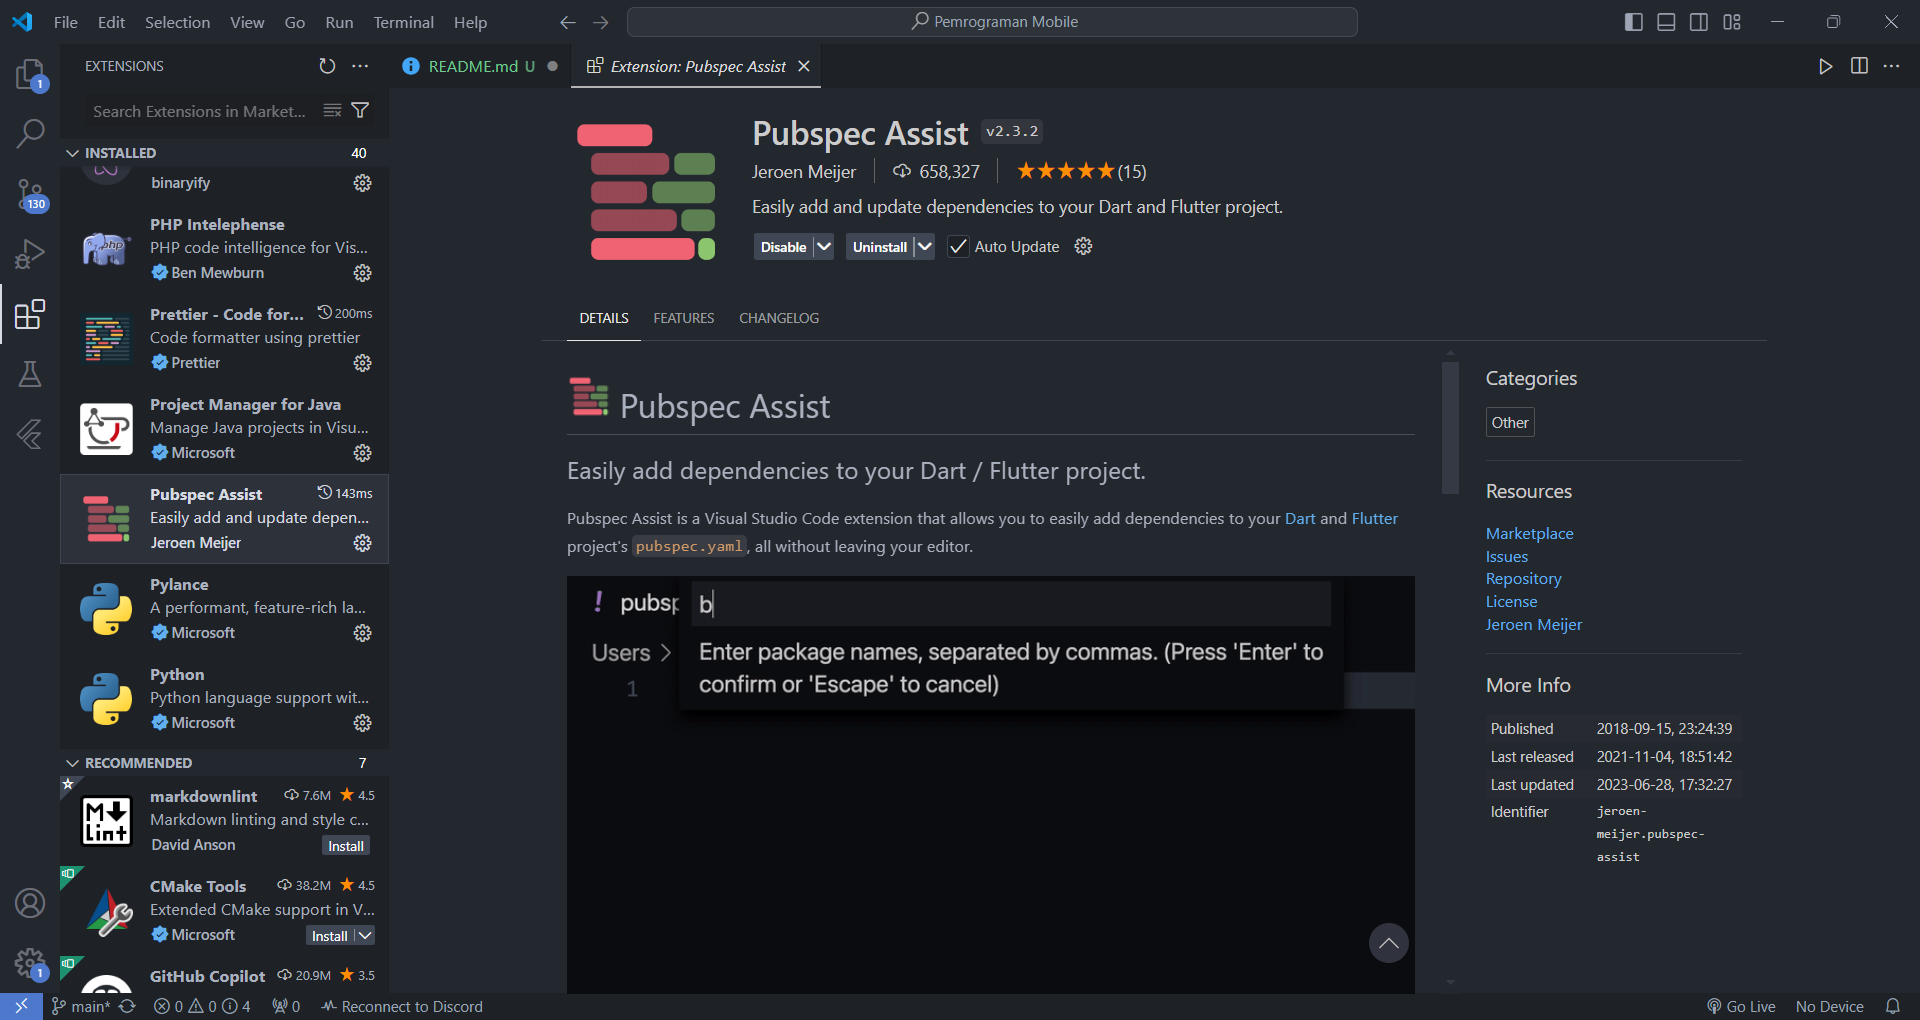 File Edit Selection View Go Run Terminal Help
Pemrograman Mobile
EXTENSIONS
README.md U
Extension: Pubspec Assist
Search Extensions in Market...
INSTALLED 40
binaryify
PHP Intelephense
PHP code intelligence for Vis...
Ben Mewburn
Prettier - Code for... 200ms
Code formatter using prettier
Prettier
Project Manager for Java
Manage Java projects in Visu...
Microsoft
Pubspec Assist 143ms
Easily add and update depen...
Jeroen Meijer
Pylance
A performant, feature-rich la...
Microsoft
Python
Python language support wit...
Microsoft
RECOMMENDED 7
markdownlint 7.6M 4.5
Markdown linting and style c...
David Anson Install
CMake Tools 38.2M 4.5
Extended CMake support in V...
Microsoft Install
GitHub Copilot 20.9M 3.5
1
130
1
Pubspec Assist v2.3.2
Jeroen Meijer 658,327 (15)
Easily add and update dependencies to your Dart and Flutter project.
Disable Uninstall Auto Update
DETAILS FEATURES CHANGELOG
Pubspec Assist
Easily add dependencies to your Dart / Flutter project.
Pubspec Assist is a Visual Studio Code extension that allows you to easily add dependencies to your Dart and Flutter
project's pubspec.yaml, all without leaving your editor.
! pubsp b
Users > Enter package names, separated by commas. (Press 'Enter' to
1 confirm or 'Escape' to cancel)
Categories
Other
Resources
Marketplace
Issues
Repository
License
Jeroen Meijer
More Info
Published 2018-09-15, 23:24:39
Last released 2021-11-04, 18:51:42
Last updated 2023-06-28, 17:32:27
Identifier jeroen-
meijer.pubspec-
assist
main* 0 0 4 0 Reconnect to Discord
Go Live No Device
php
M
Lint